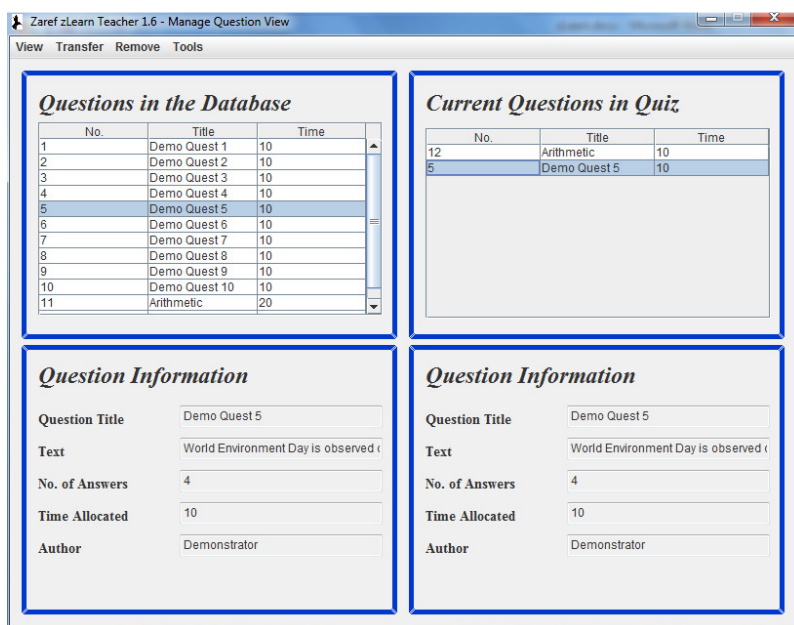 Zaref zLearn Teacher 1.6 - Manage Question View
View Transfer Remove Tools
Questions in the Database
No. Title Time
1 Demo Quest 1 10
2 Demo Quest 2 10
3 Demo Quest 3 10
4 Demo Quest 4 10
5 Demo Quest 5 10
6 Demo Quest 6 10
7 Demo Quest 7 10
8 Demo Quest 8 10
9 Demo Quest 9 10
10 Demo Quest 10 10
11 Arithmetic 20
Current Questions in Quiz
No. Title Time
12 Arithmetic 10
5 Demo Quest 5 10
Question Information
Question Title Demo Quest 5
Text World Environment Day is observed
No. of Answers 4
Time Allocated 10
Author Demonstrator
Question Information
Question Title Demo Quest 5
Text World Environment Day is observed
No. of Answers 4
Time Allocated 10
Author Demonstrator